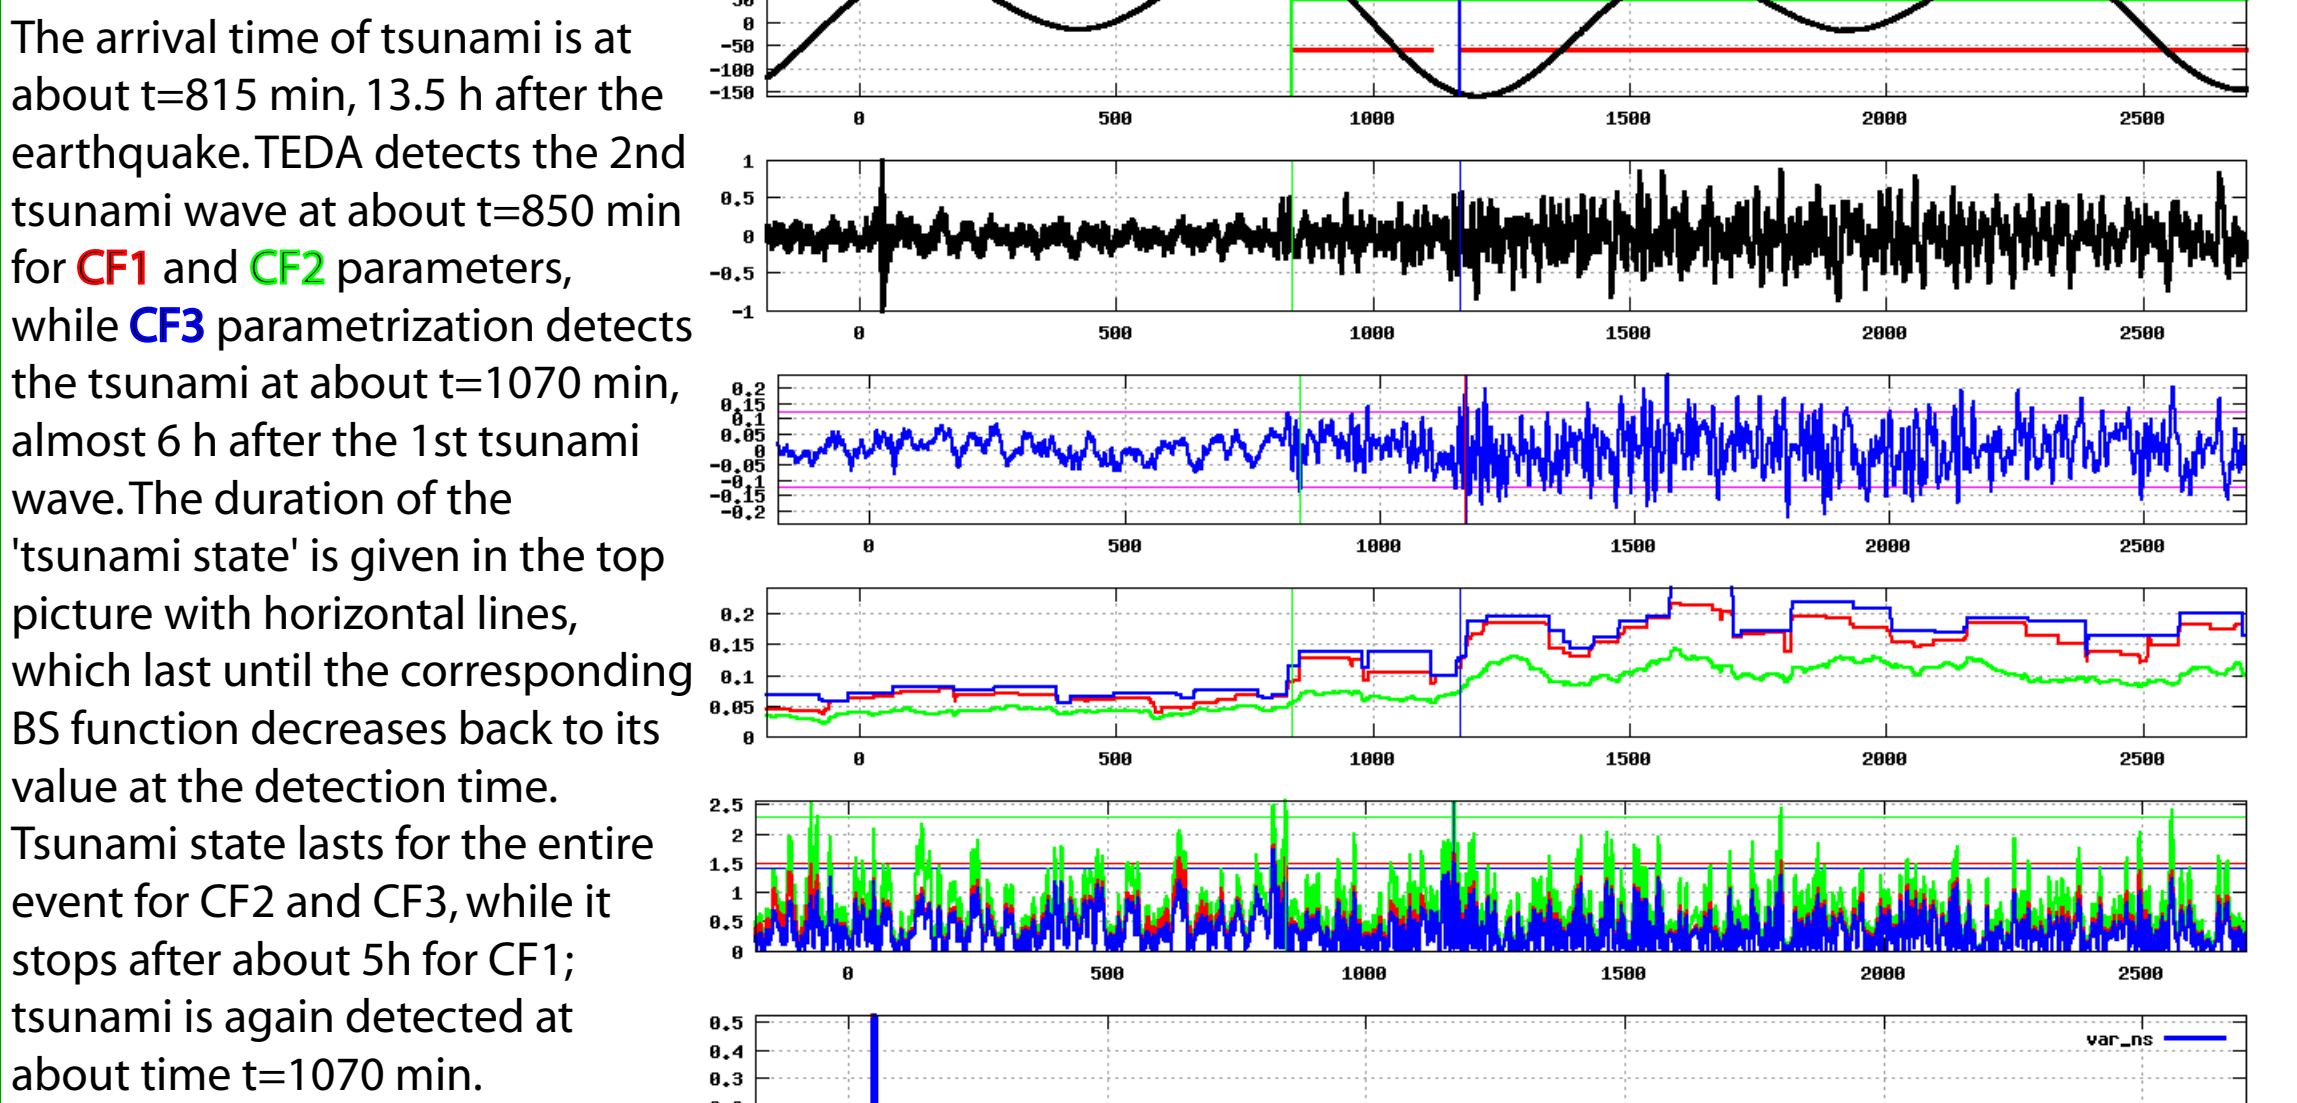 The arrival time of tsunami is at
about t=815 min, 13.5 h after the
earthquake. TEDA detects the 2nd
tsunami wave at about t=850 min
for CF1 and CF2 parameters,
while CF3 parametrization detects
the tsunami at about t=1070 min,
almost 6 h after the 1st tsunami
wave. The duration of the
'tsunami state' is given in the top
picture with horizontal lines,
which last until the corresponding
BS function decreases back to its
value at the detection time.
Tsunami state lasts for the entire
event for CF2 and CF3, while it
stops after about 5h for CF1;
tsunami is again detected at
about time t=1070 min.
0
-50
-100
-150
0 500 1000 1500 2000 2500
1
0.5
0
-0.5
-1
0 500 1000 1500 2000 2500
0.2
0.15
0.1
0.05
0
-0.05
-0.1
-0.15
-0.2
0 500 1000 1500 2000 2500
0.2
0.15
0.1
0.05
0
0 500 1000 1500 2000 2500
2.5
2
1.5
1
0.5
0
0 500 1000 1500 2000 2500
0.5
var_ns
0.4
0.3